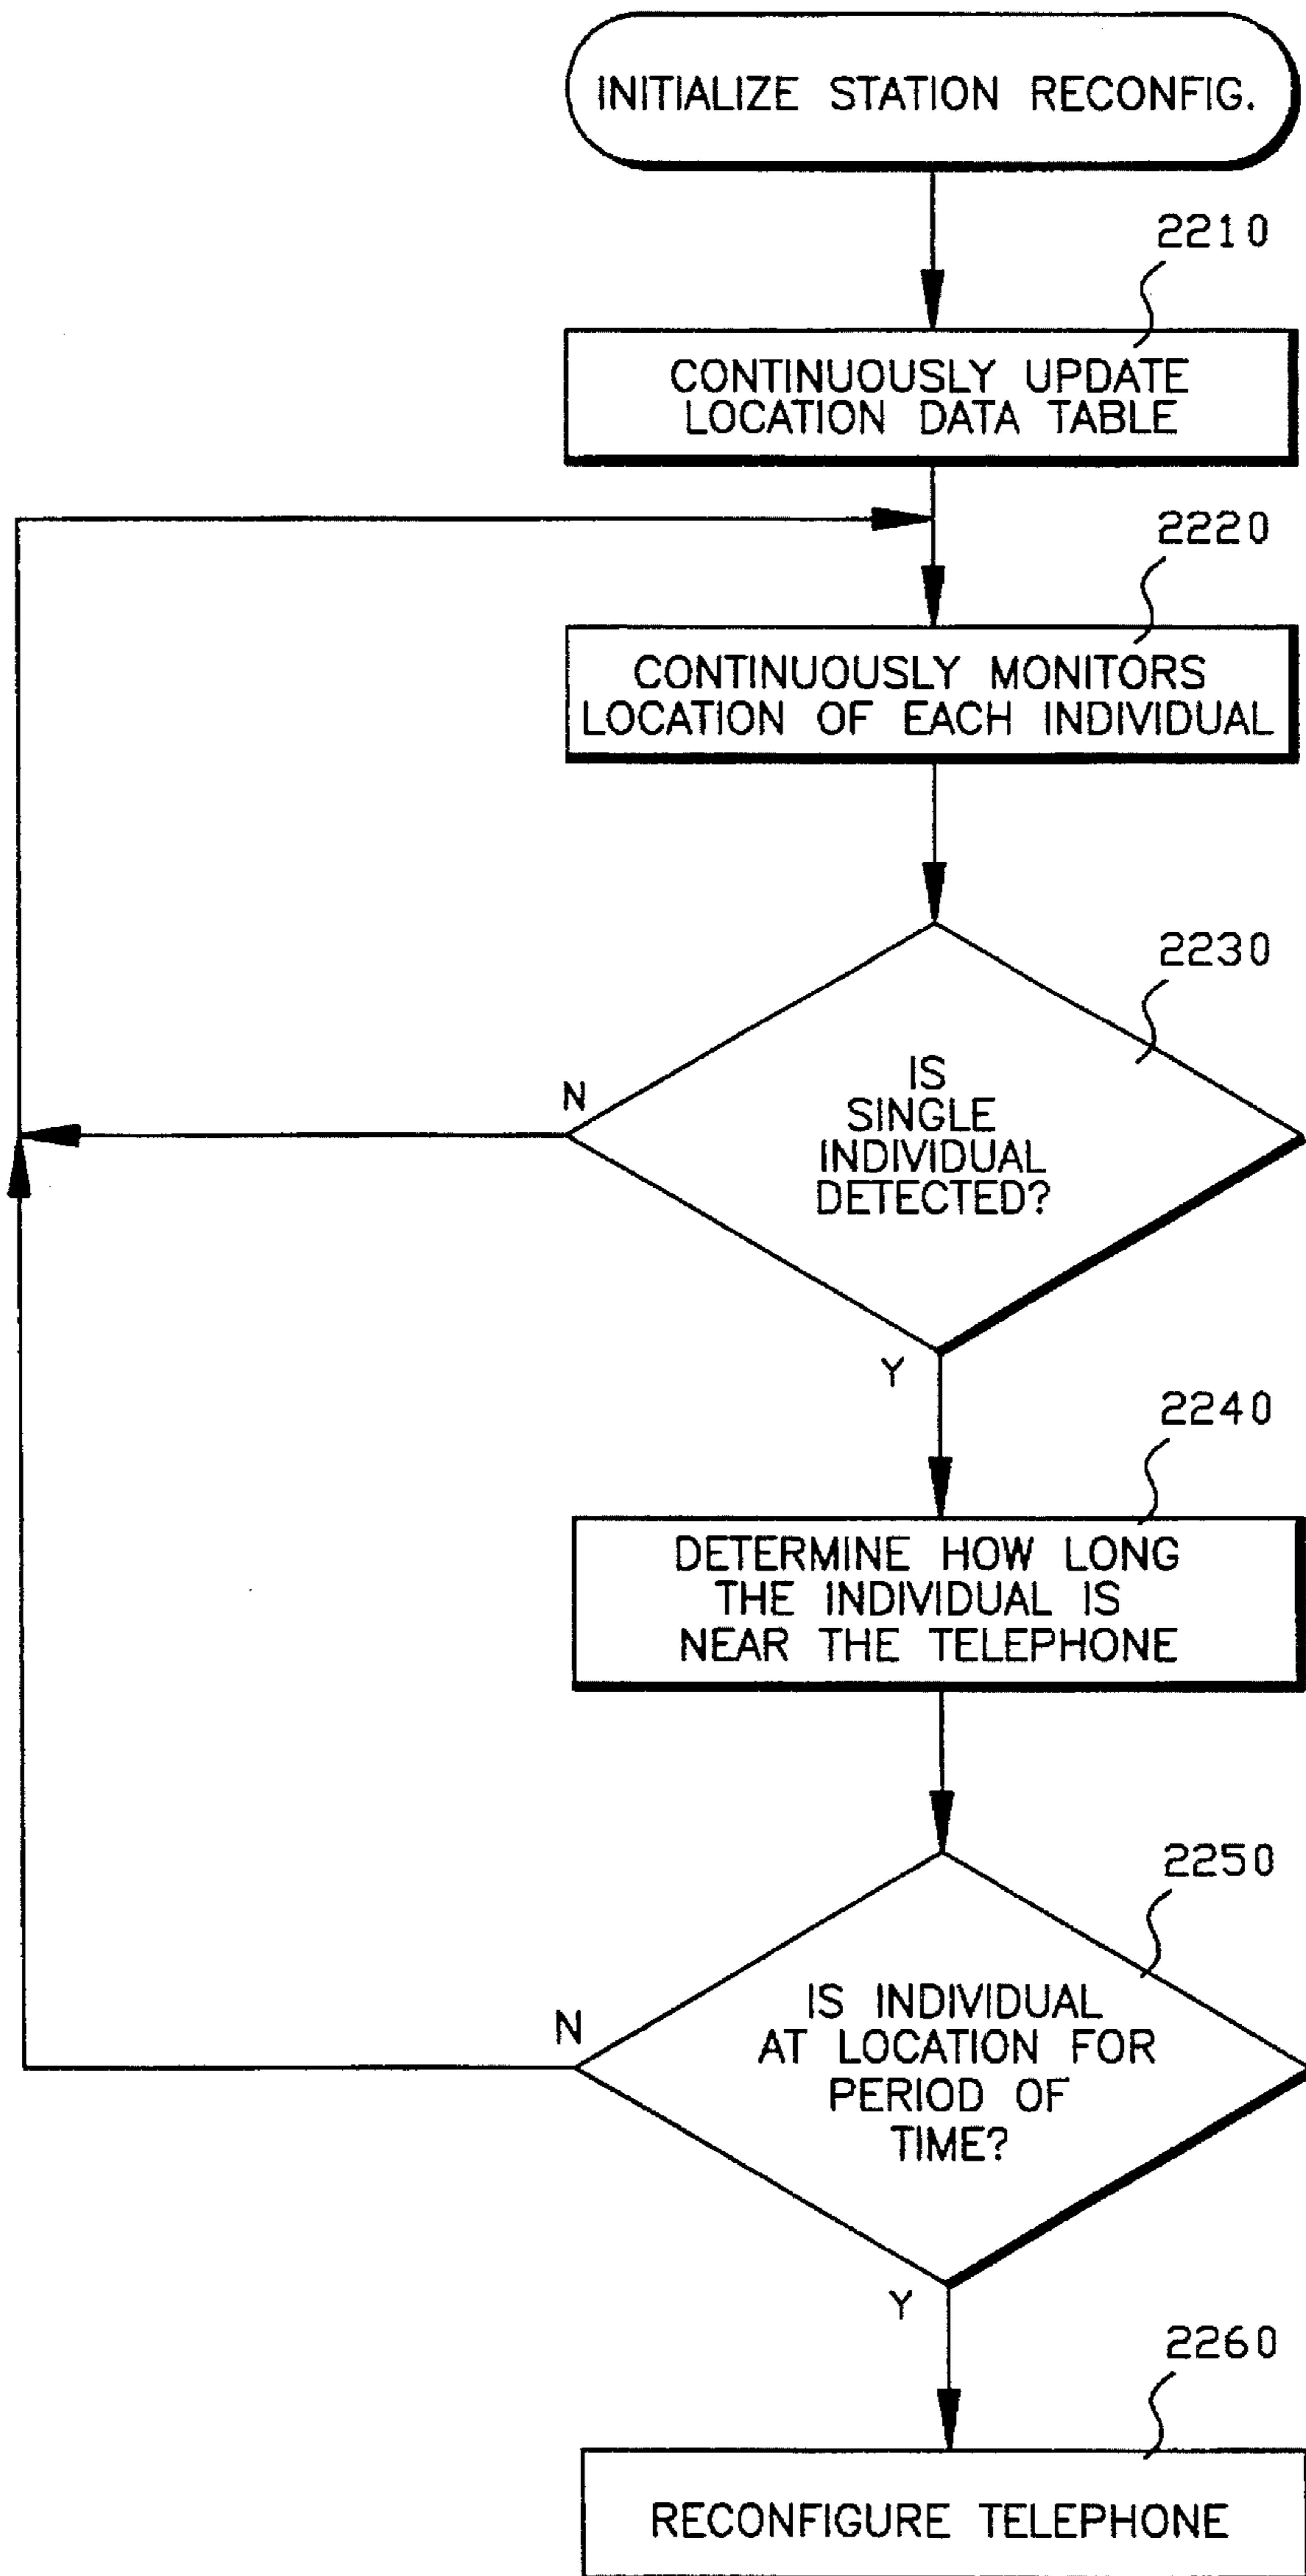 INITIALIZE STATION RECONFIG.
2210
CONTINUOUSLY UPDATE
LOCATION DATA TABLE
2220
CONTINUOUSLY MONITORS
LOCATION OF EACH INDIVIDUAL
2230
IS
SINGLE
INDIVIDUAL
DETECTED?
N
Y
2240
DETERMINE HOW LONG
THE INDIVIDUAL IS
NEAR THE TELEPHONE
2250
IS INDIVIDUAL
AT LOCATION FOR
PERIOD OF
TIME?
N
Y
2260
RECONFIGURE TELEPHONE